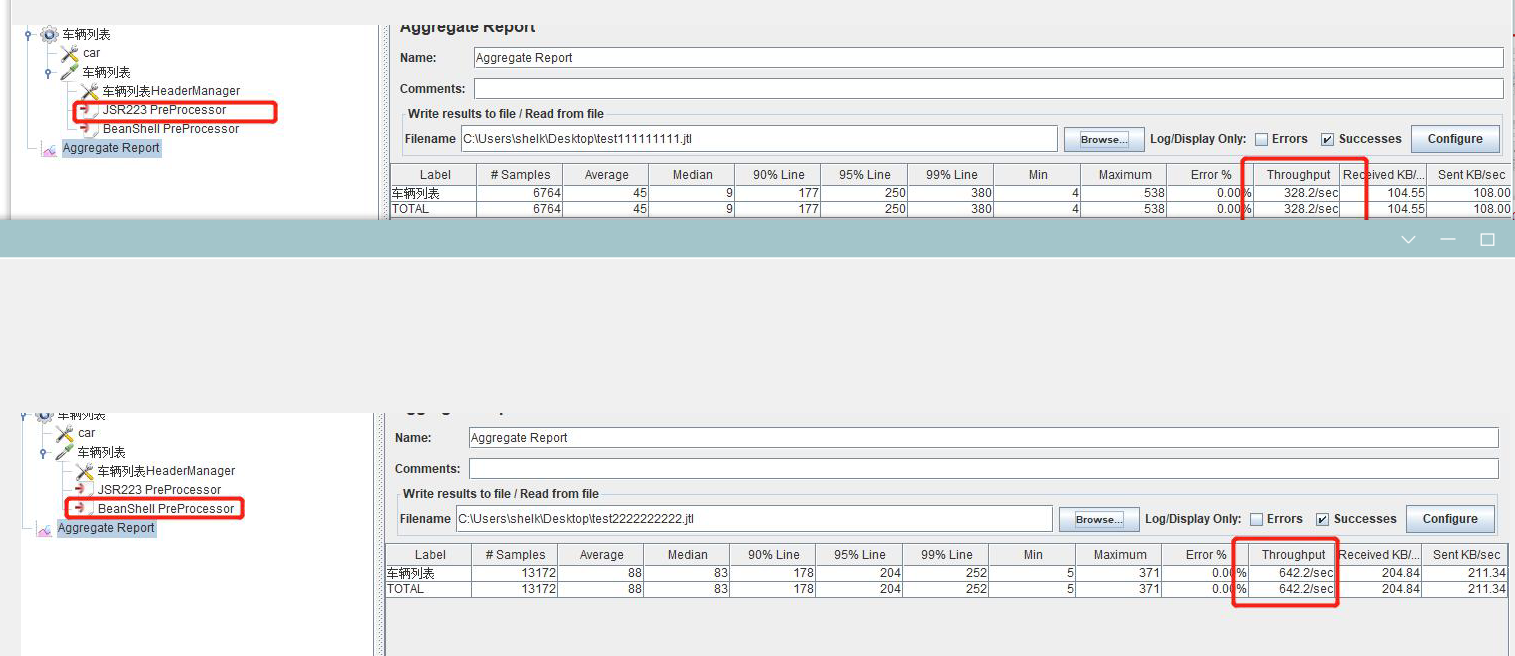 车辆列表
Aggregate Report
car
Name: Aggregate Report
车辆列表
Comments:
车辆列表HeaderManager
JSR223 PreProcessor
Write results to file / Read from file
BeanShell PreProcessor
Filename C:\Users\shelk\Desktop\test111111111.jtl Browse... Log/Display Only: Errors Successes Configure
Aggregate Report
Label # Samples Average Median 90% Line 95% Line 99% Line Min Maximum Error % Throughput Received KB/... Sent KB/sec
车辆列表 6764 45 9 177 250 380 4 538 0.00% 328.2/sec 104.55 108.00
TOTAL 6764 45 9 177 250 380 4 538 0.00% 328.2/sec 104.55 108.00
车辆列表
car
Name: Aggregate Report
车辆列表
Comments:
车辆列表HeaderManager
JSR223 PreProcessor
Write results to file / Read from file
BeanShell PreProcessor
Filename C:\Users\shelk\Desktop\test2222222222.jtl Browse... Log/Display Only: Errors Successes Configure
Aggregate Report
Label # Samples Average Median 90% Line 95% Line 99% Line Min Maximum Error % Throughput Received KB/... Sent KB/sec
车辆列表 13172 88 83 178 204 252 5 371 0.00% 642.2/sec 204.84 211.34
TOTAL 13172 88 83 178 204 252 5 371 0.00% 642.2/sec 204.84 211.34